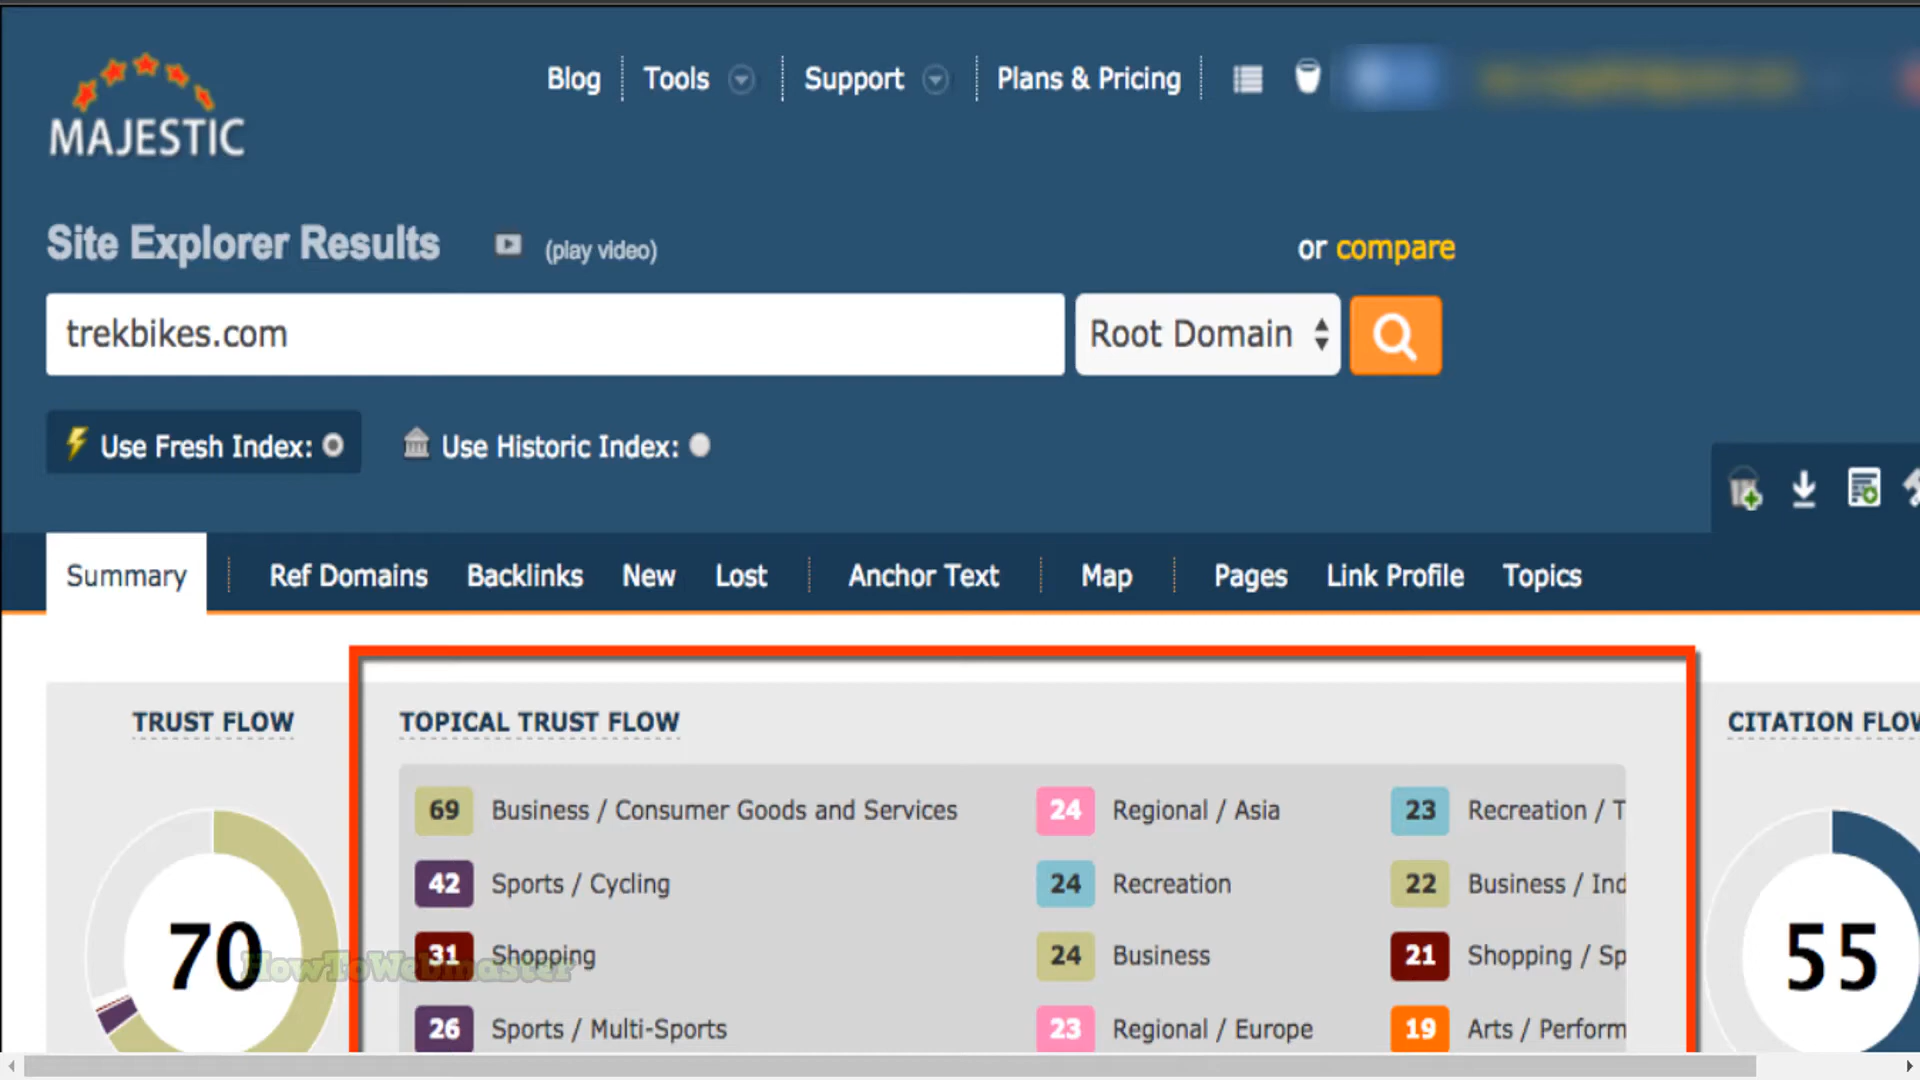 MAJESTIC
Blog
Tools
Support
Plans & Pricing
Site Explorer Results
(play video)
or compare
trekbikes.com
Root Domain
Use Fresh Index:
Use Historic Index:
Summary
Ref Domains
Backlinks
New
Lost
Anchor Text
Map
Pages
Link Profile
Topics
TRUST FLOW
70
TOPICAL TRUST FLOW
69 Business / Consumer Goods and Services
42 Sports / Cycling
31 Shopping
26 Sports / Multi-Sports
24 Regional / Asia
24 Recreation
24 Business
23 Regional / Europe
23 Recreation / T
22 Business / Ind
21 Shopping / Sp
19 Arts / Perform
CITATION FLOW
55
HowToWebmaster